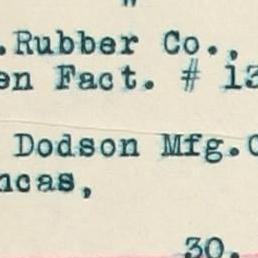 . Rubber Co.,
en Fact. # 13
Dodson Mfg. C
ncas,
30.